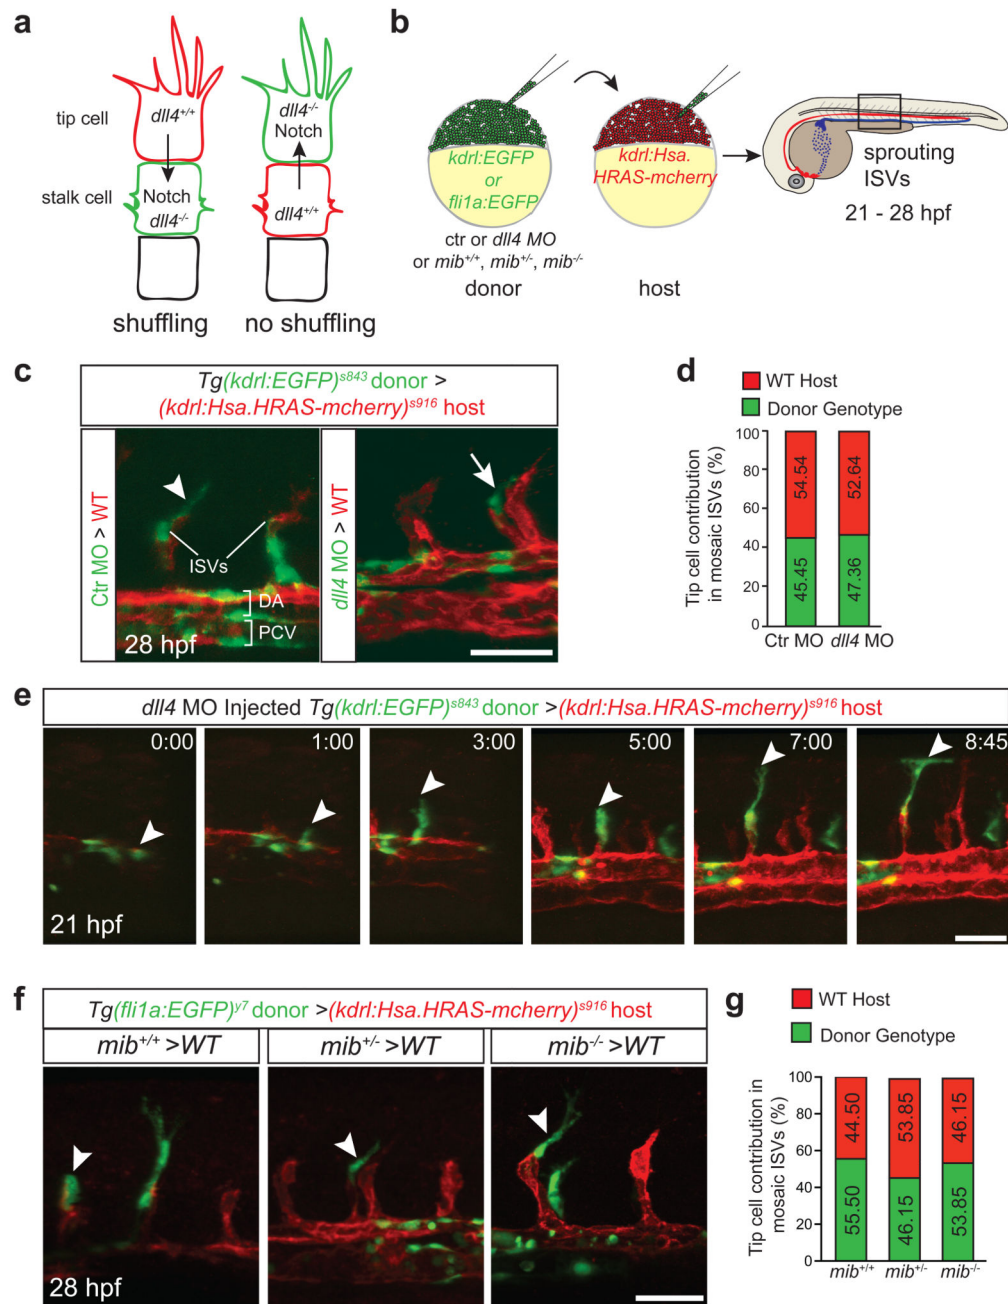 a
tip cell
dll4+/+
dll4-/-
Notch
stalk cell
Notch
dll4-/-
dll4+/+
shuffling
no shuffling
b
kdrl:EGFP
or
fli1a:EGFP
kdrl:Hsa.
HRAS-mcherry
sprouting
ISVs
21 - 28 hpf
ctr or dll4 MO
or mib+/+, mib+/-, mib-/-
donor
host
c
Tg(kdrl:EGFP)s843 donor >
(kdrl:Hsa.HRAS-mcherry)s916 host
Ctr MO > WT
ISVs
DA
PCV
28 hpf
dll4 MO > WT
d
WT Host
Donor Genotype
Tip cell contribution
in mosaic ISVs (%)
100
80
60
40
20
0
54.54
45.45
52.64
47.36
Ctr MO
dll4 MO
e
dll4 MO Injected Tg(kdrl:EGFP)s843 donor >(kdrl:Hsa.HRAS-mcherry)s916 host
0:00
1:00
3:00
5:00
7:00
8:45
21 hpf
f
Tg(fli1a:EGFP)y7 donor >(kdrl:Hsa.HRAS-mcherry)s916 host
mib+/+ >WT
mib+/- >WT
mib-/- >WT
28 hpf
g
WT Host
Donor Genotype
Tip cell contribution in
mosaic ISVs (%)
100
80
60
40
20
0
44.50
55.50
53.85
46.15
46.15
53.85
mib+/+
mib+/-
mib-/-